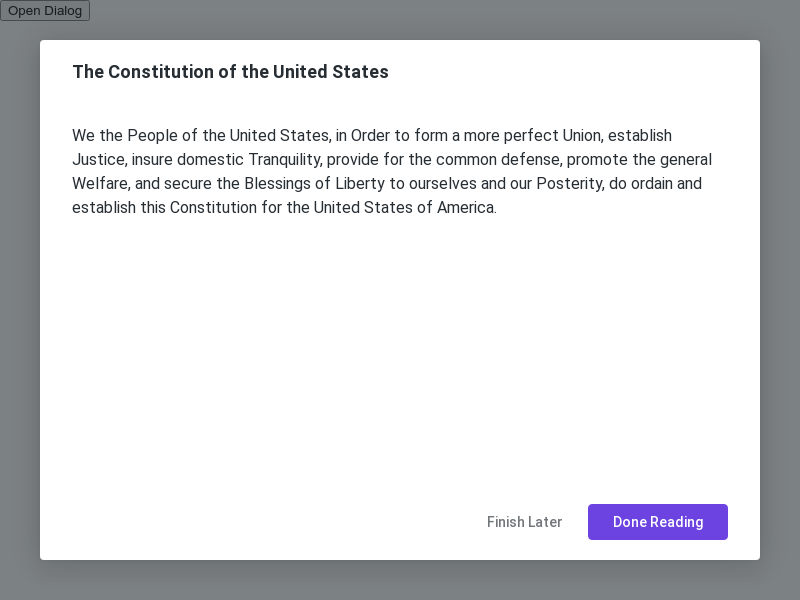 Open Dialog
The Constitution of the United States
We the People of the United States, in Order to form a more perfect Union, establish
Justice, insure domestic Tranquility, provide for the common defense, promote the general
Welfare, and secure the Blessings of Liberty to ourselves and our Posterity, do ordain and
establish this Constitution for the United States of America.
Finish Later
Done Reading